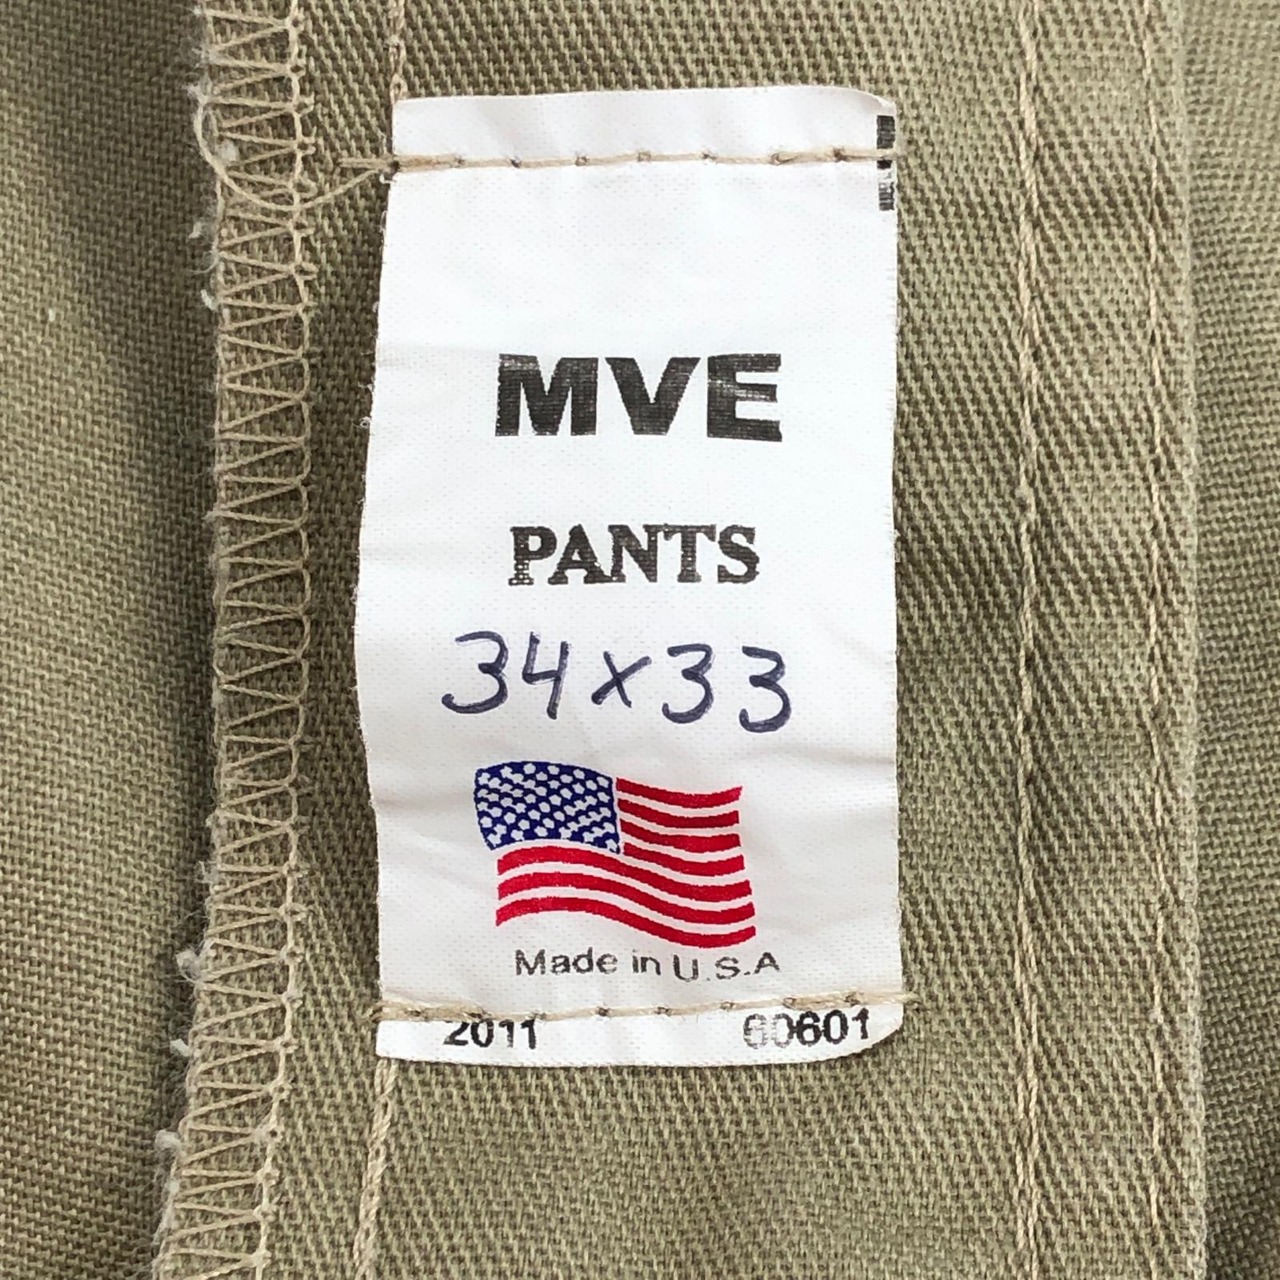 MVE
PANTS
34x33
Made in U.S.A
2011 60601